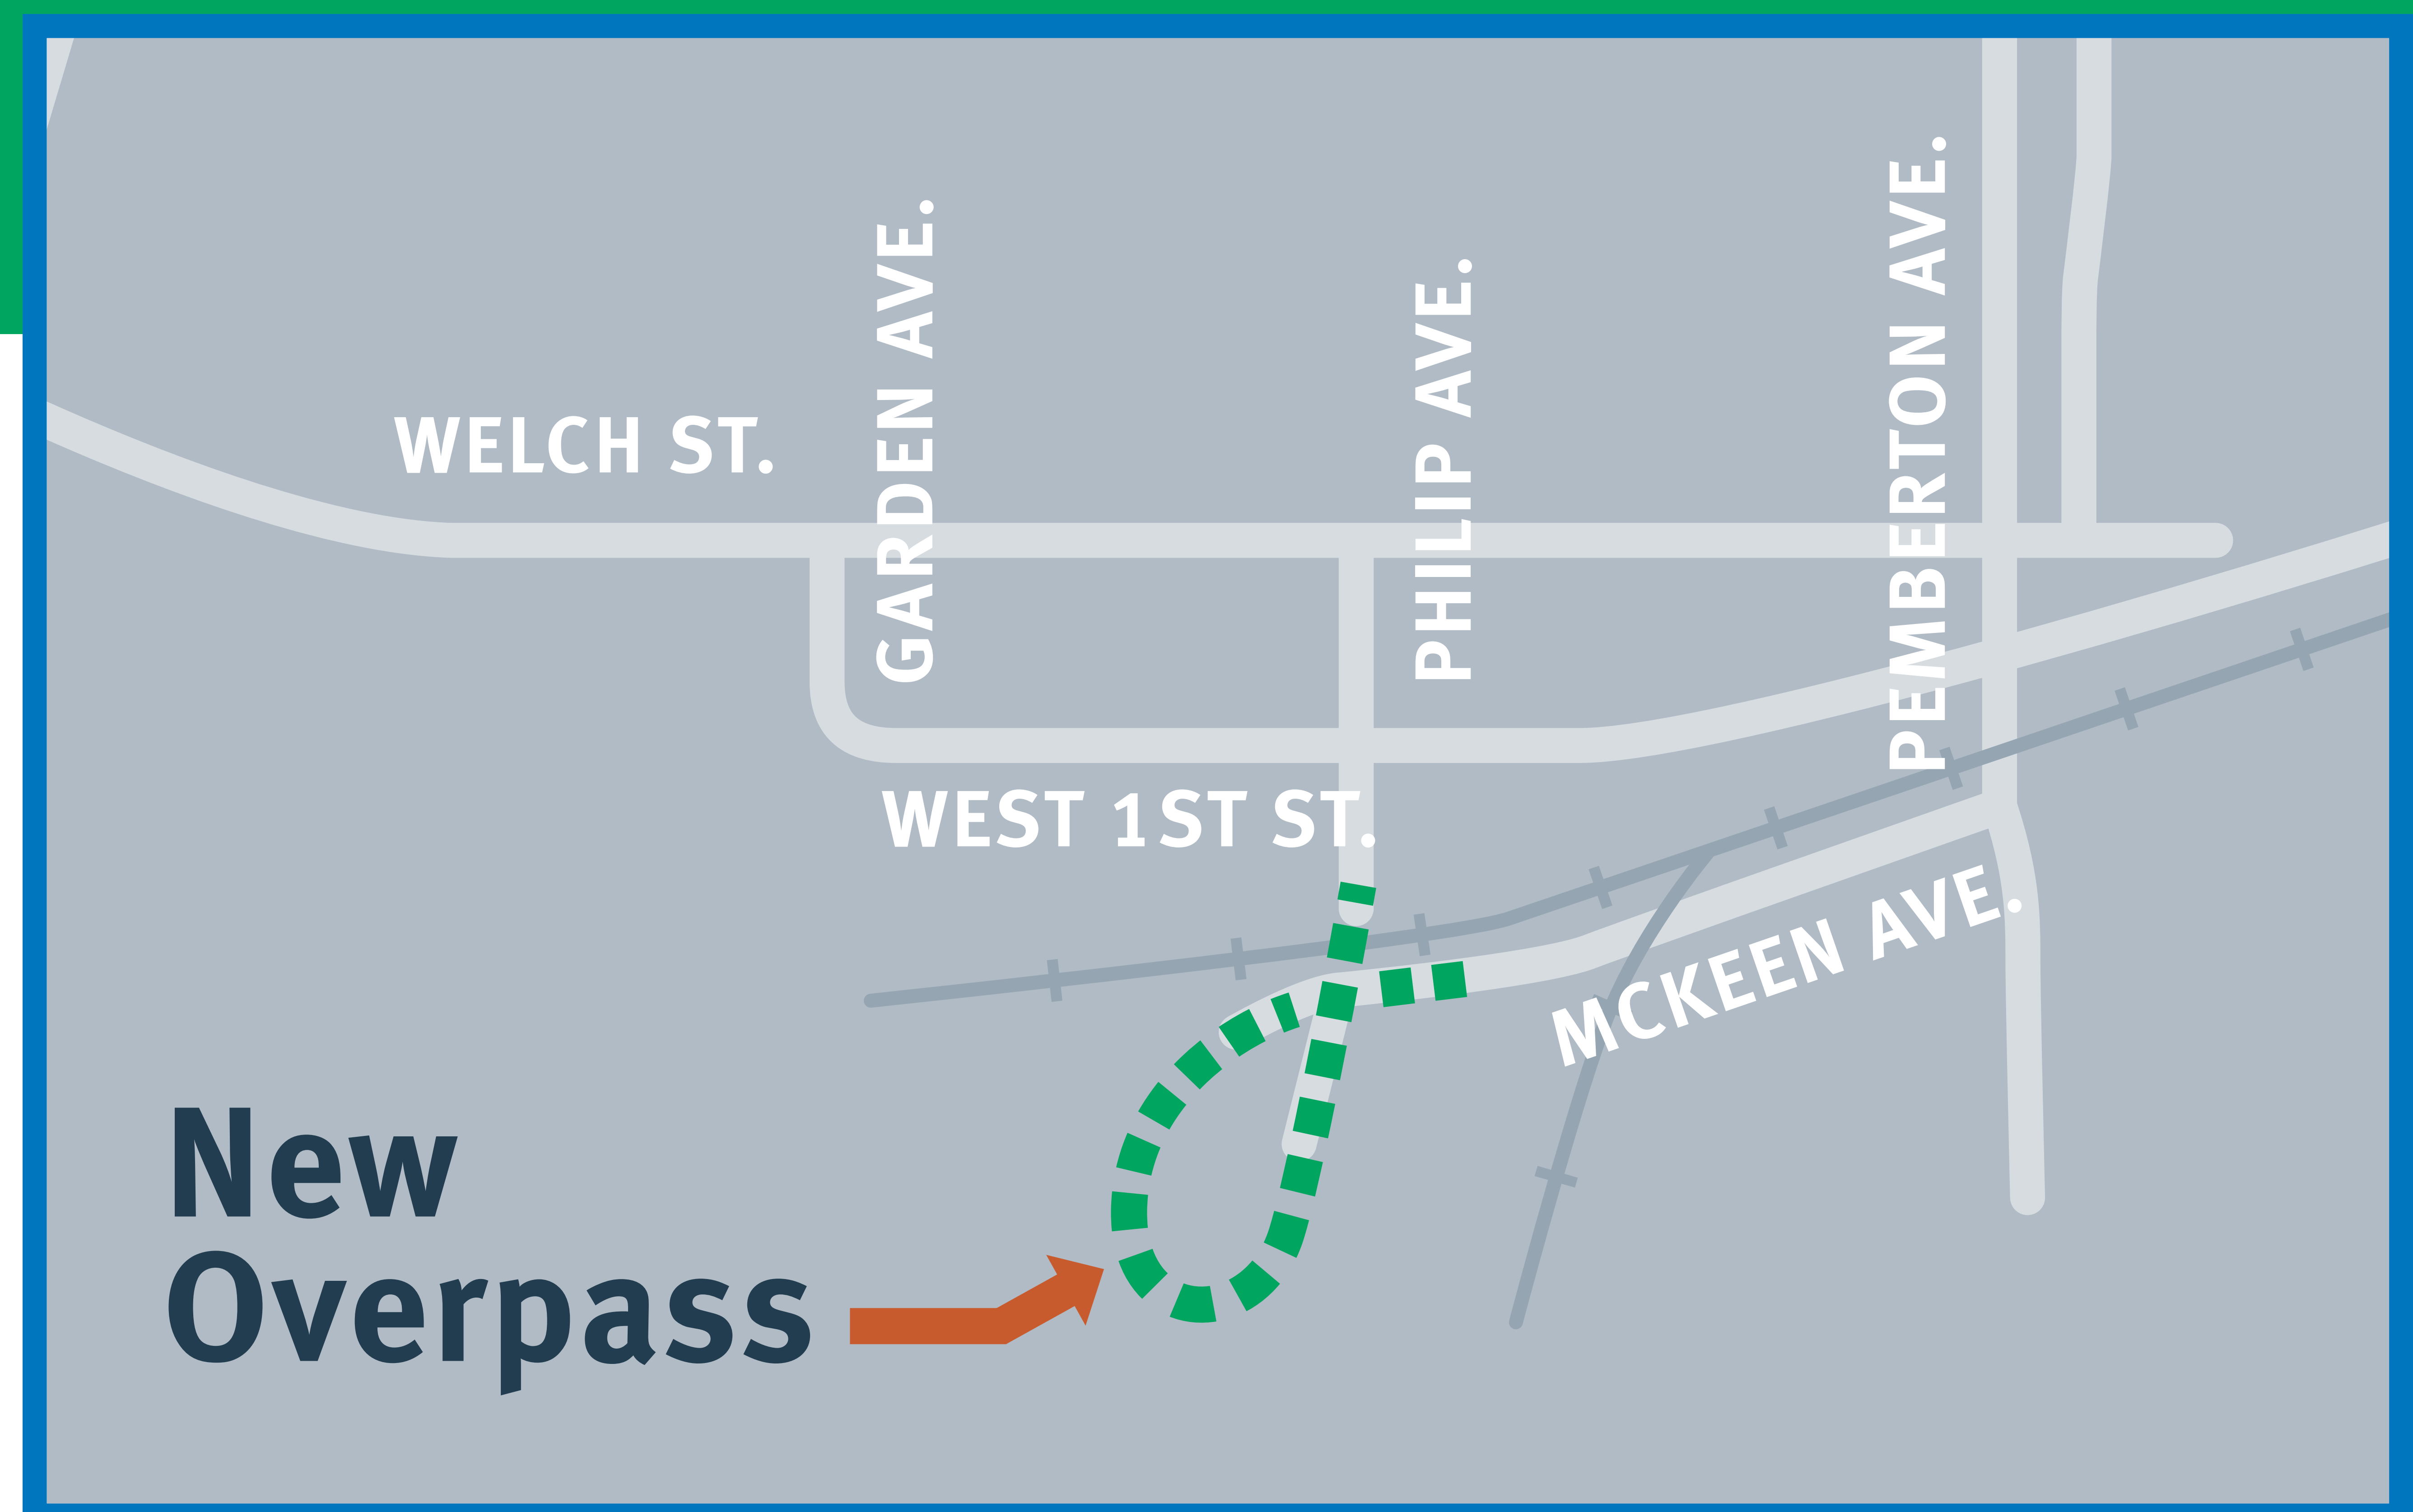 WELCH ST.
GARDEN AVE.
PHILIP AVE.
PEMBERTON AVE.
WEST 1ST ST.
MCKEEN AVE.
New
Overpass